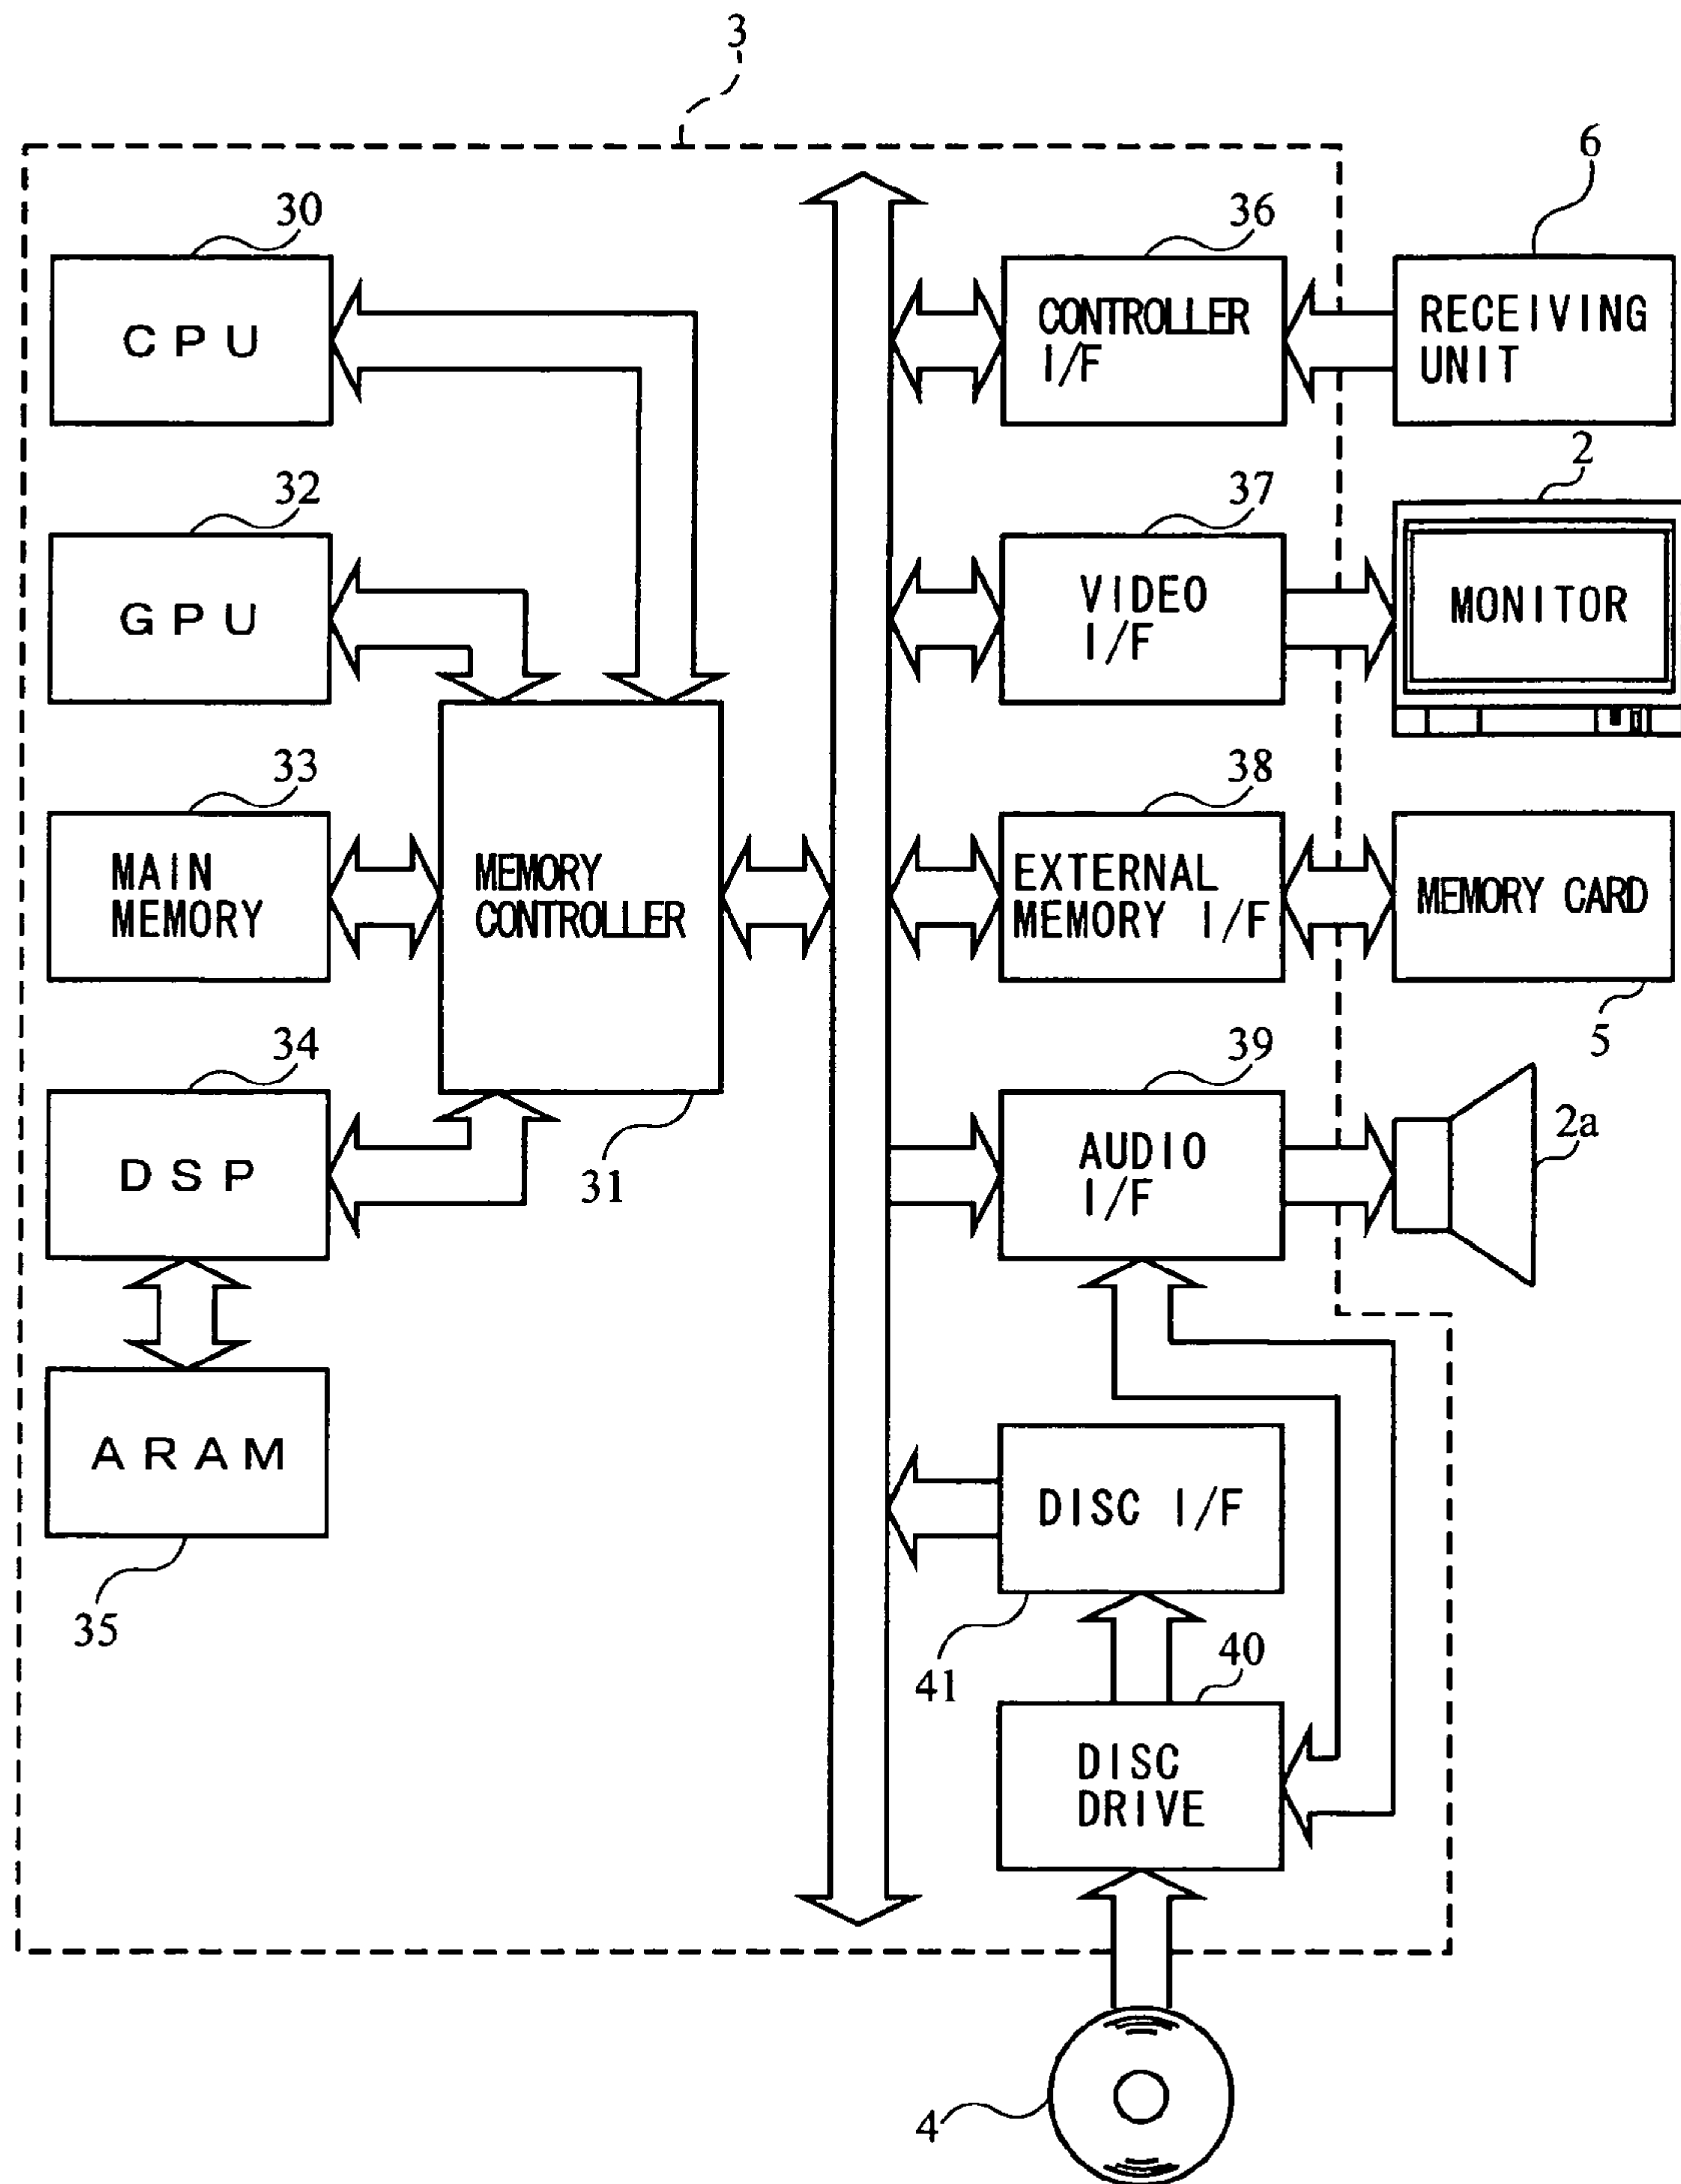 3
30
36
6
CPU
CONTROLLER
I/F
RECEIVING
UNIT
32
37
2
GPU
VIDEO
I/F
MONITOR
33
38
MAIN
MEMORY
MEMORY
CONTROLLER
EXTERNAL
MEMORY I/F
MEMORY CARD
34
39
5
DSP
31
AUDIO
I/F
2a
ARAM
DISC I/F
35
41
40
DISC
DRIVE
4